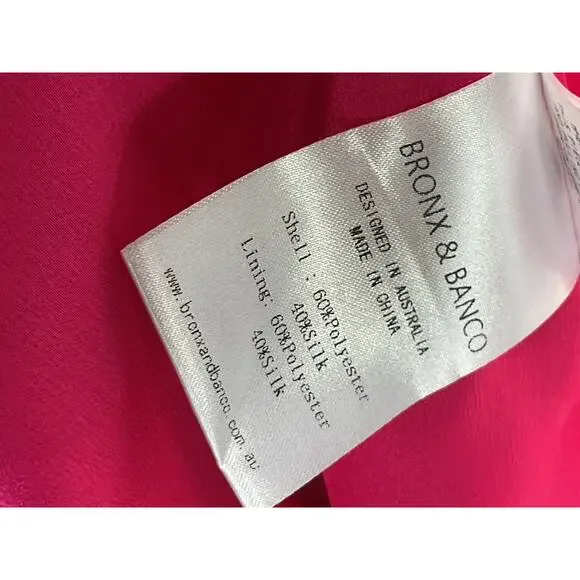 BRONX & BANCO
DESIGNED IN AUSTRALIA
MADE IN CHINA
Shell : 60%Polyester
40%Silk
Lining: 60%Polyester
40%Silk
www.bronxandbanco.com.au